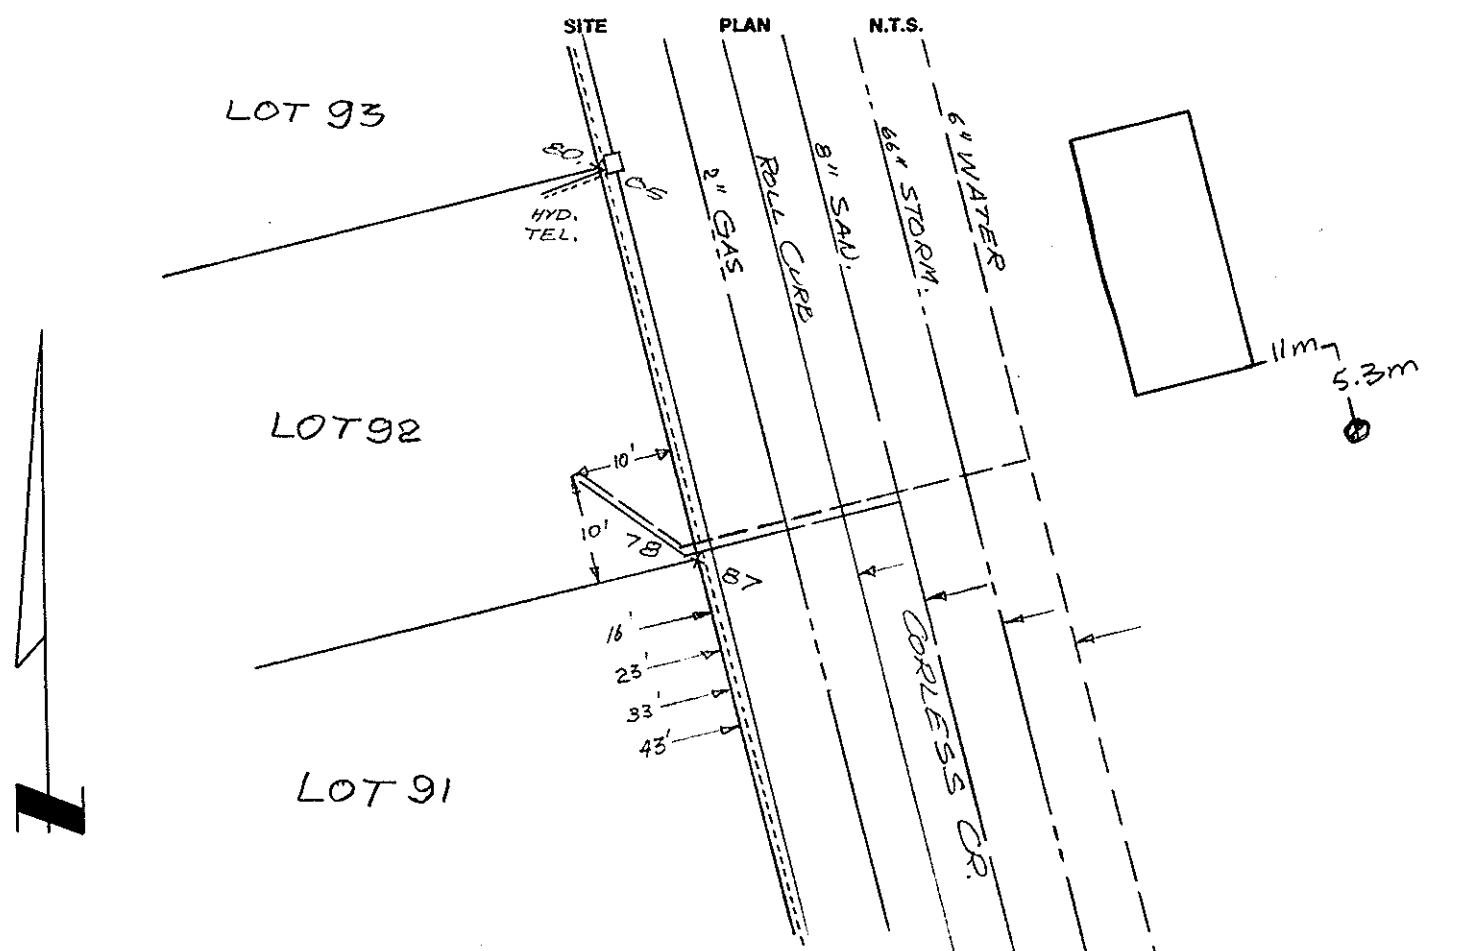 SITE PLAN N.T.S.
LOT 93
80.
05
HYD.
TEL.
2" GAS
ROLL CURB
8" SAN.
66" STORM.
6" WATER
11m
5.3m
LOT 92
10'
10'
78
87
16'
23'
33'
43'
CORLESS CR.
LOT 91